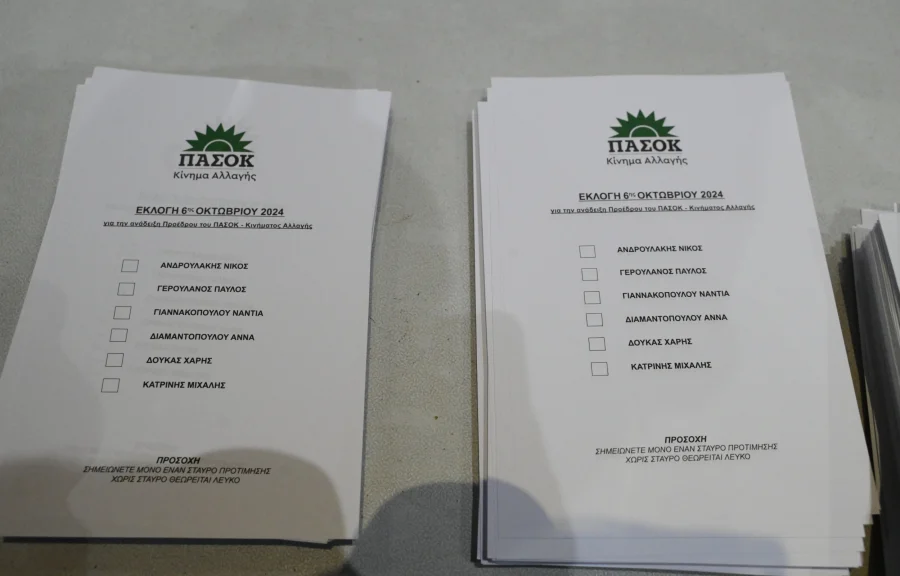 ΠΑΣΟΚ
Κίνημα Αλλαγής
ΕΚΛΟΓΗ 6ης ΟΚΤΩΒΡΙΟΥ 2024
για την ανάδειξη Προέδρου του ΠΑΣΟΚ - Κινήματος Αλλαγής
ΑΝΔΡΟΥΛΑΚΗΣ ΝΙΚΟΣ
ΓΕΡΟΥΛΑΝΟΣ ΠΑΥΛΟΣ
ΓΙΑΝΝΑΚΟΠΟΥΛΟΥ ΝΑΝΤΙΑ
ΔΙΑΜΑΝΤΟΠΟΥΛΟΥ ΑΝΝΑ
ΔΟΥΚΑΣ ΧΑΡΗΣ
ΚΑΤΡΙΝΗΣ ΜΙΧΑΛΗΣ
ΠΡΟΣΟΧΗ
ΣΗΜΕΙΩΝΕΤΕ ΜΟΝΟ ΕΝΑΝ ΣΤΑΥΡΟ ΠΡΟΤΙΜΗΣΗΣ
ΧΩΡΙΣ ΣΤΑΥΡΟ ΘΕΩΡΕΙΤΑΙ ΛΕΥΚΟ
ΠΑΣΟΚ
Κίνημα Αλλαγής
ΕΚΛΟΓΗ 6ης ΟΚΤΩΒΡΙΟΥ 2024
για την ανάδειξη Προέδρου του ΠΑΣΟΚ - Κινήματος Αλλαγής
ΑΝΔΡΟΥΛΑΚΗΣ ΝΙΚΟΣ
ΓΕΡΟΥΛΑΝΟΣ ΠΑΥΛΟΣ
ΓΙΑΝΝΑΚΟΠΟΥΛΟΥ ΝΑΝΤΙΑ
ΔΙΑΜΑΝΤΟΠΟΥΛΟΥ ΑΝΝΑ
ΔΟΥΚΑΣ ΧΑΡΗΣ
ΚΑΤΡΙΝΗΣ ΜΙΧΑΛΗΣ
ΠΡΟΣΟΧΗ
ΣΗΜΕΙΩΝΕΤΕ ΜΟΝΟ ΕΝΑΝ ΣΤΑΥΡΟ ΠΡΟΤΙΜΗΣΗΣ
ΧΩΡΙΣ ΣΤΑΥΡΟ ΘΕΩΡΕΙΤΑΙ ΛΕΥΚΟ